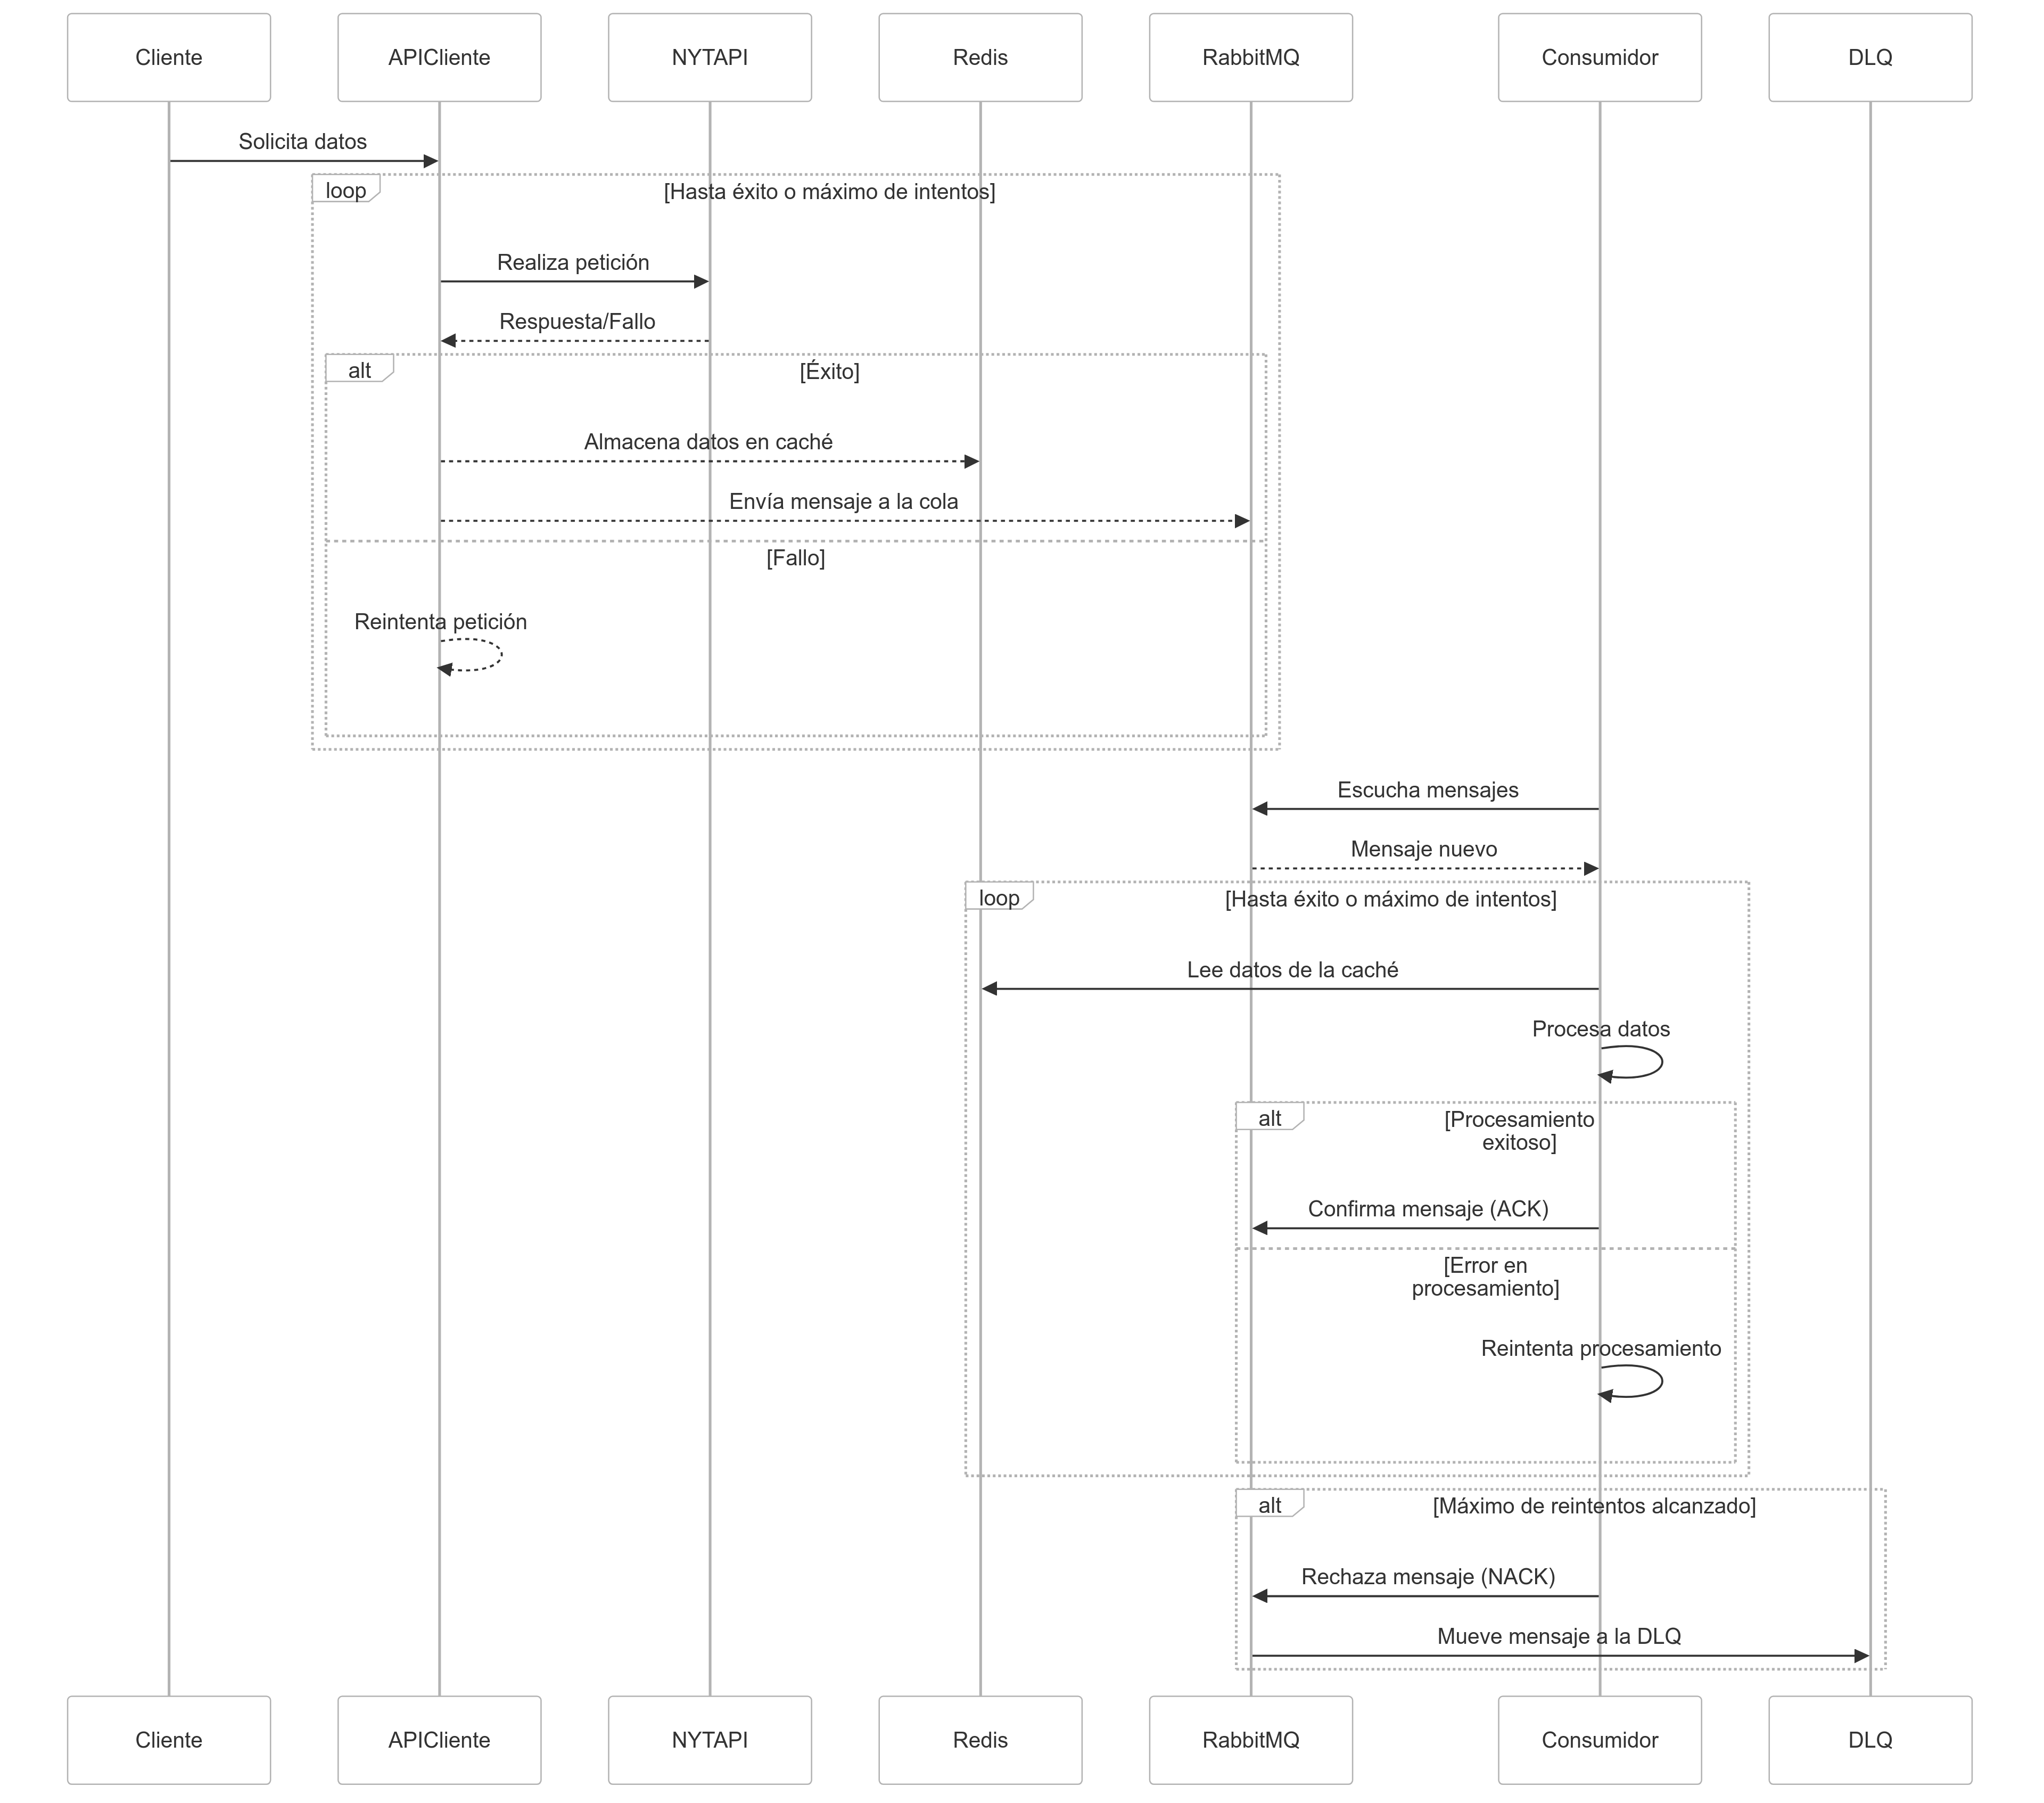 Cliente
APICliente
NYTAPI
Redis
RabbitMQ
Consumidor
DLQ
Solicita datos
loop
[Hasta éxito o máximo de intentos]
Realiza petición
Respuesta/Fallo
alt
[Éxito]
Almacena datos en caché
Envía mensaje a la cola
[Fallo]
Reintenta petición
Escucha mensajes
Mensaje nuevo
loop
[Hasta éxito o máximo de intentos]
Lee datos de la caché
Procesa datos
alt
[Procesamiento
exitoso]
Confirma mensaje (ACK)
[Error en
procesamiento]
Reintenta procesamiento
alt
[Máximo de reintentos alcanzado]
Rechaza mensaje (NACK)
Mueve mensaje a la DLQ
Cliente
APICliente
NYTAPI
Redis
RabbitMQ
Consumidor
DLQ